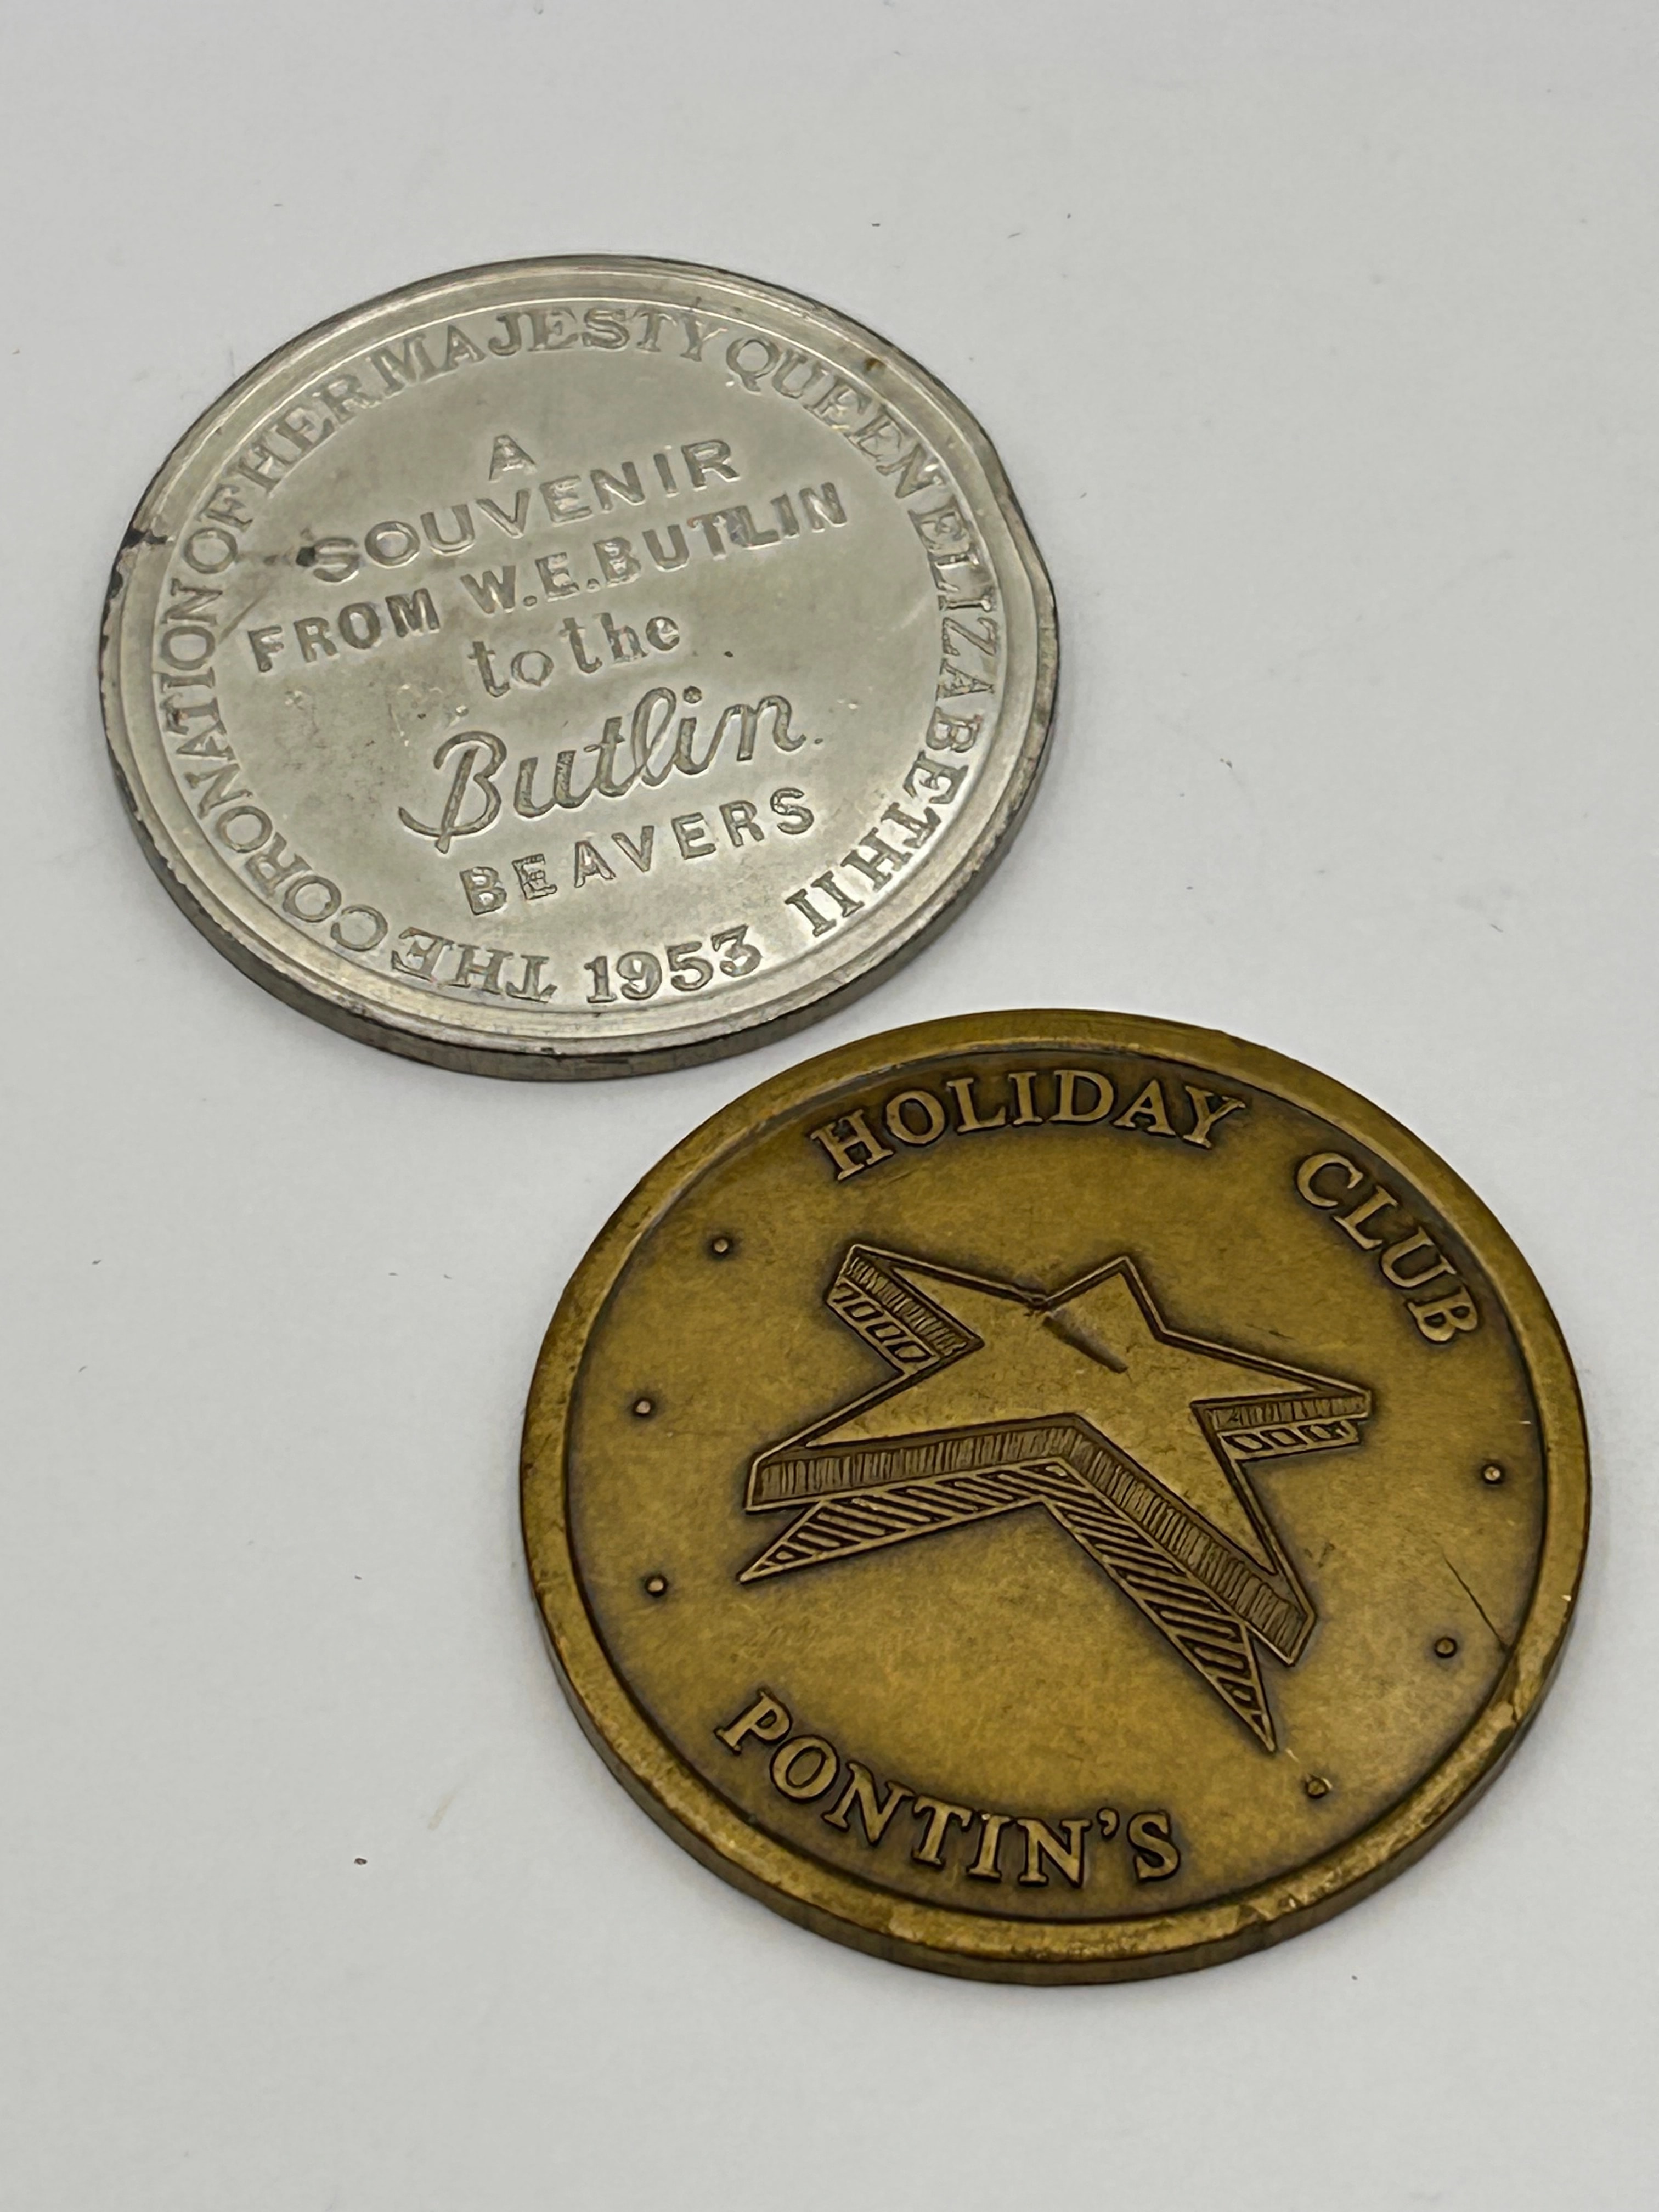 THE CORONATION OF HER MAJESTY QUEEN ELIZABETH II
1953
A
SOUVENIR
FROM W.E.BUTLIN
to the
Butlin
BEAVERS
HOLIDAY CLUB
PONTIN'S